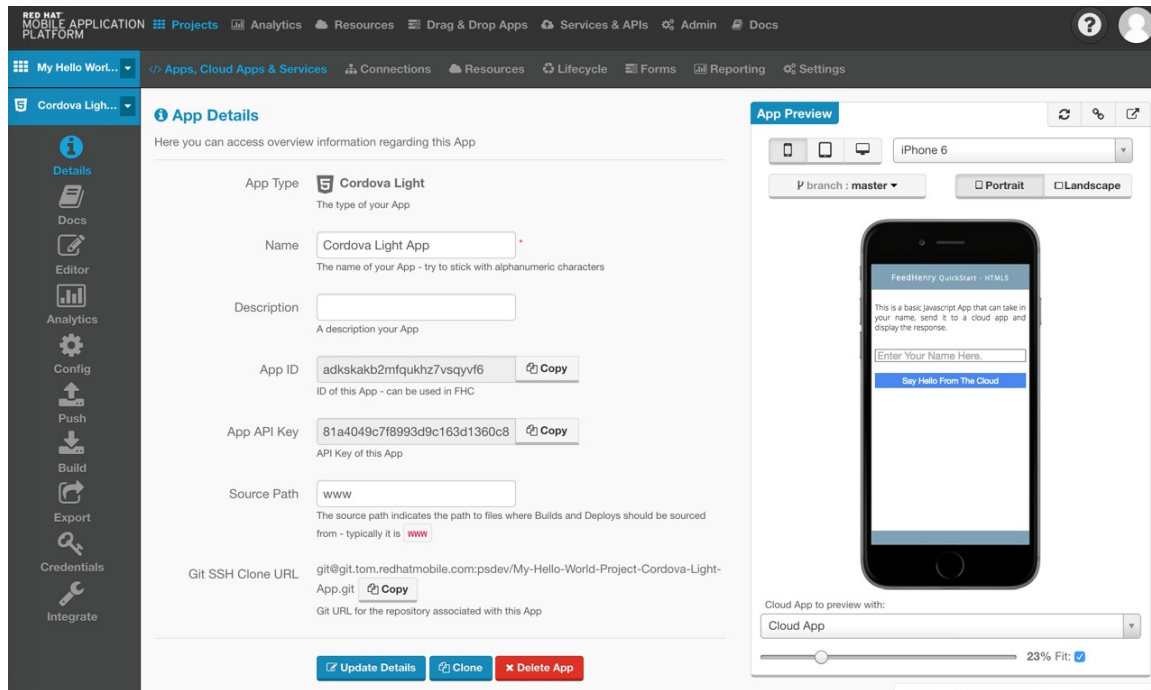 RED HAT
MOBILE APPLICATION
PLATFORM
Projects Analytics Resources Drag & Drop Apps Services & APIs Admin Docs
?
My Hello Worl...
</> Apps, Cloud Apps & Services Connections Resources Lifecycle Forms Reporting Settings
Cordova Ligh...
Details
Docs
Editor
Analytics
Config
Push
Build
Export
Credentials
Integrate
App Details
Here you can access overview information regarding this App
App Type Cordova Light
The type of your App
Name Cordova Light App *
The name of your App - try to stick with alphanumeric characters
Description
A description your App
App ID adkskakb2mfqukhz7vsqyvf6 Copy
ID of this App - can be used in FHC
App API Key 81a4049c7f8993d9c163d1360c8 Copy
API Key of this App
Source Path www
The source path indicates the path to files where Builds and Deploys should be sourced
from - typically it is www
Git SSH Clone URL git@git.tom.redhatmobile.com:psdev/My-Hello-World-Project-Cordova-Light-
App.git Copy
Git URL for the repository associated with this App
Update Details Clone Delete App
App Preview
iPhone 6
branch : master Portrait Landscape
FeedHenry QuickStart - HTML5
This is a basic Javascript App that can take in
your name, send it to a cloud app and
display the response.
Enter Your Name Here.
Say Hello From The Cloud
Cloud App to preview with:
Cloud App
23% Fit: